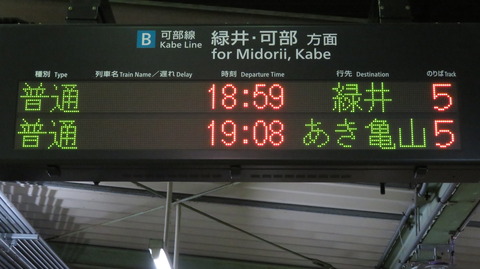 B 可部線 Kabe Line 緑井・可部 方面
for Midorii, Kabe
種別 Type 列車名 Train Name／遅れ Delay 時刻 Departure Time 行先 Destination のりば Track
普通 18:59 緑井 5
普通 19:08 あき亀山 5